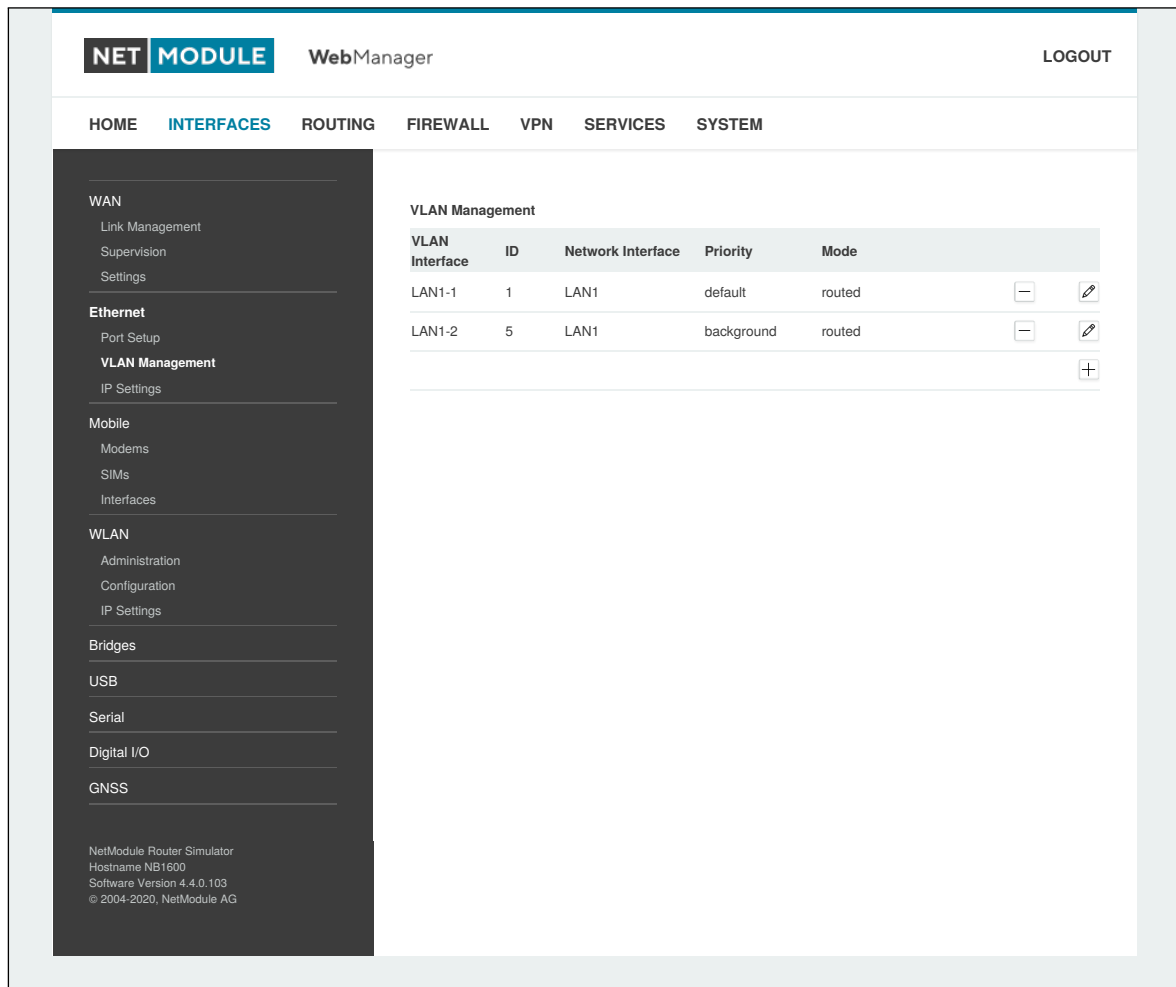 NET MODULE WebManager LOGOUT
HOME INTERFACES ROUTING FIREWALL VPN SERVICES SYSTEM
WAN
Link Management
Supervision
Settings
Ethernet
Port Setup
VLAN Management
IP Settings
Mobile
Modems
SIMs
Interfaces
WLAN
Administration
Configuration
IP Settings
Bridges
USB
Serial
Digital I/O
GNSS
NetModule Router Simulator
Hostname NB1600
Software Version 4.4.0.103
© 2004-2020, NetModule AG
VLAN Management
VLAN Interface ID Network Interface Priority Mode
LAN1-1 1 LAN1 default routed
LAN1-2 5 LAN1 background routed